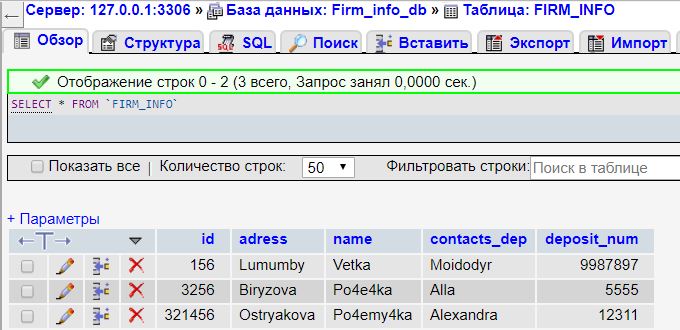 Сервер: 127.0.0.1:3306 » База данных: Firm_info_db » Таблица: FIRM_INFO
Обзор Структура SQL Поиск Вставить Экспорт Импорт
Отображение строк 0 - 2 (3 всего, Запрос занял 0,0000 сек.)
SELECT * FROM `FIRM_INFO`
Показать все | Количество строк: 50 Фильтровать строки: Поиск в таблице
+ Параметры
id adress name contacts_dep deposit_num
156 Lumumby Vetka Moidodyr 9987897
3256 Biryzova Po4e4ka Alla 5555
321456 Ostryakova Po4emy4ka Alexandra 12311